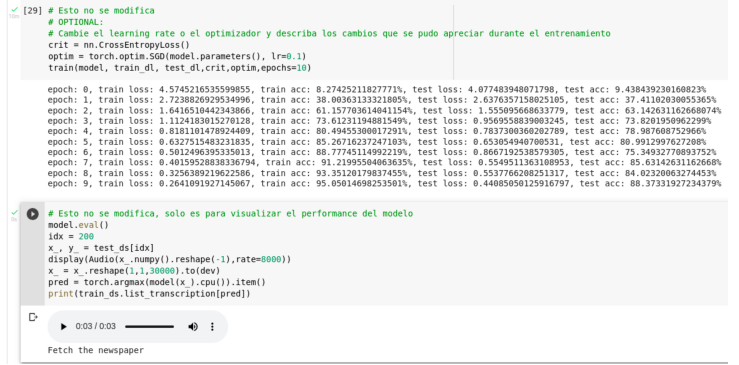 [29] # Esto no se modifica
# OPTIONAL:
# Cambie el learning rate o el optimizador y describa los cambios que se pudo apreciar durante el entrenamiento
crit = nn.CrossEntropyLoss()
optim = torch.optim.SGD(model.parameters(), lr=0.1)
train(model, train_dl, test_dl,crit,optim,epochs=10)
epoch: 0, train loss: 4.5745216535599855, train acc: 8.27425211827771%, test loss: 4.077483948071798, test acc: 9.438439230160823%
epoch: 1, train loss: 2.7238826929534996, train acc: 38.00363133321805%, test loss: 2.6376357158025105, test acc: 37.41102030055365%
epoch: 2, train loss: 1.6416510442343866, train acc: 61.157703614041154%, test loss: 1.555095668633779, test acc: 63.142631162668074%
epoch: 3, train loss: 1.1124183015270128, train acc: 73.61231194881549%, test loss: 0.9569558839003245, test acc: 73.8201950962299%
epoch: 4, train loss: 0.8181101478924409, train acc: 80.49455300017291%, test loss: 0.7837300360202789, test acc: 78.987608752966%
epoch: 5, train loss: 0.6327515483231835, train acc: 85.26716237247103%, test loss: 0.653054940700531, test acc: 80.9912997627208%
epoch: 6, train loss: 0.5012496395335013, train acc: 88.77745114992219%, test loss: 0.8667192538579305, test acc: 75.34932770893752%
epoch: 7, train loss: 0.40159528838336794, train acc: 91.21995504063635%, test loss: 0.5549511363108953, test acc: 85.63142631162668%
epoch: 8, train loss: 0.3256389219622586, train acc: 93.35120179837455%, test loss: 0.5537766208251317, test acc: 84.02320063274453%
epoch: 9, train loss: 0.2641091927145067, train acc: 95.05014698253501%, test loss: 0.44085050125916797, test acc: 88.37331927234379%
# Esto no se modifica, solo es para visualizar el performance del modelo
model.eval()
idx = 200
x_, y_ = test_ds[idx]
display(Audio(x_.numpy().reshape(-1),rate=8000))
x_ = x_.reshape(1,1,30000).to(dev)
pred = torch.argmax(model(x_).cpu()).item()
print(train_ds.list_transcription[pred])
0:03 / 0:03
Fetch the newspaper